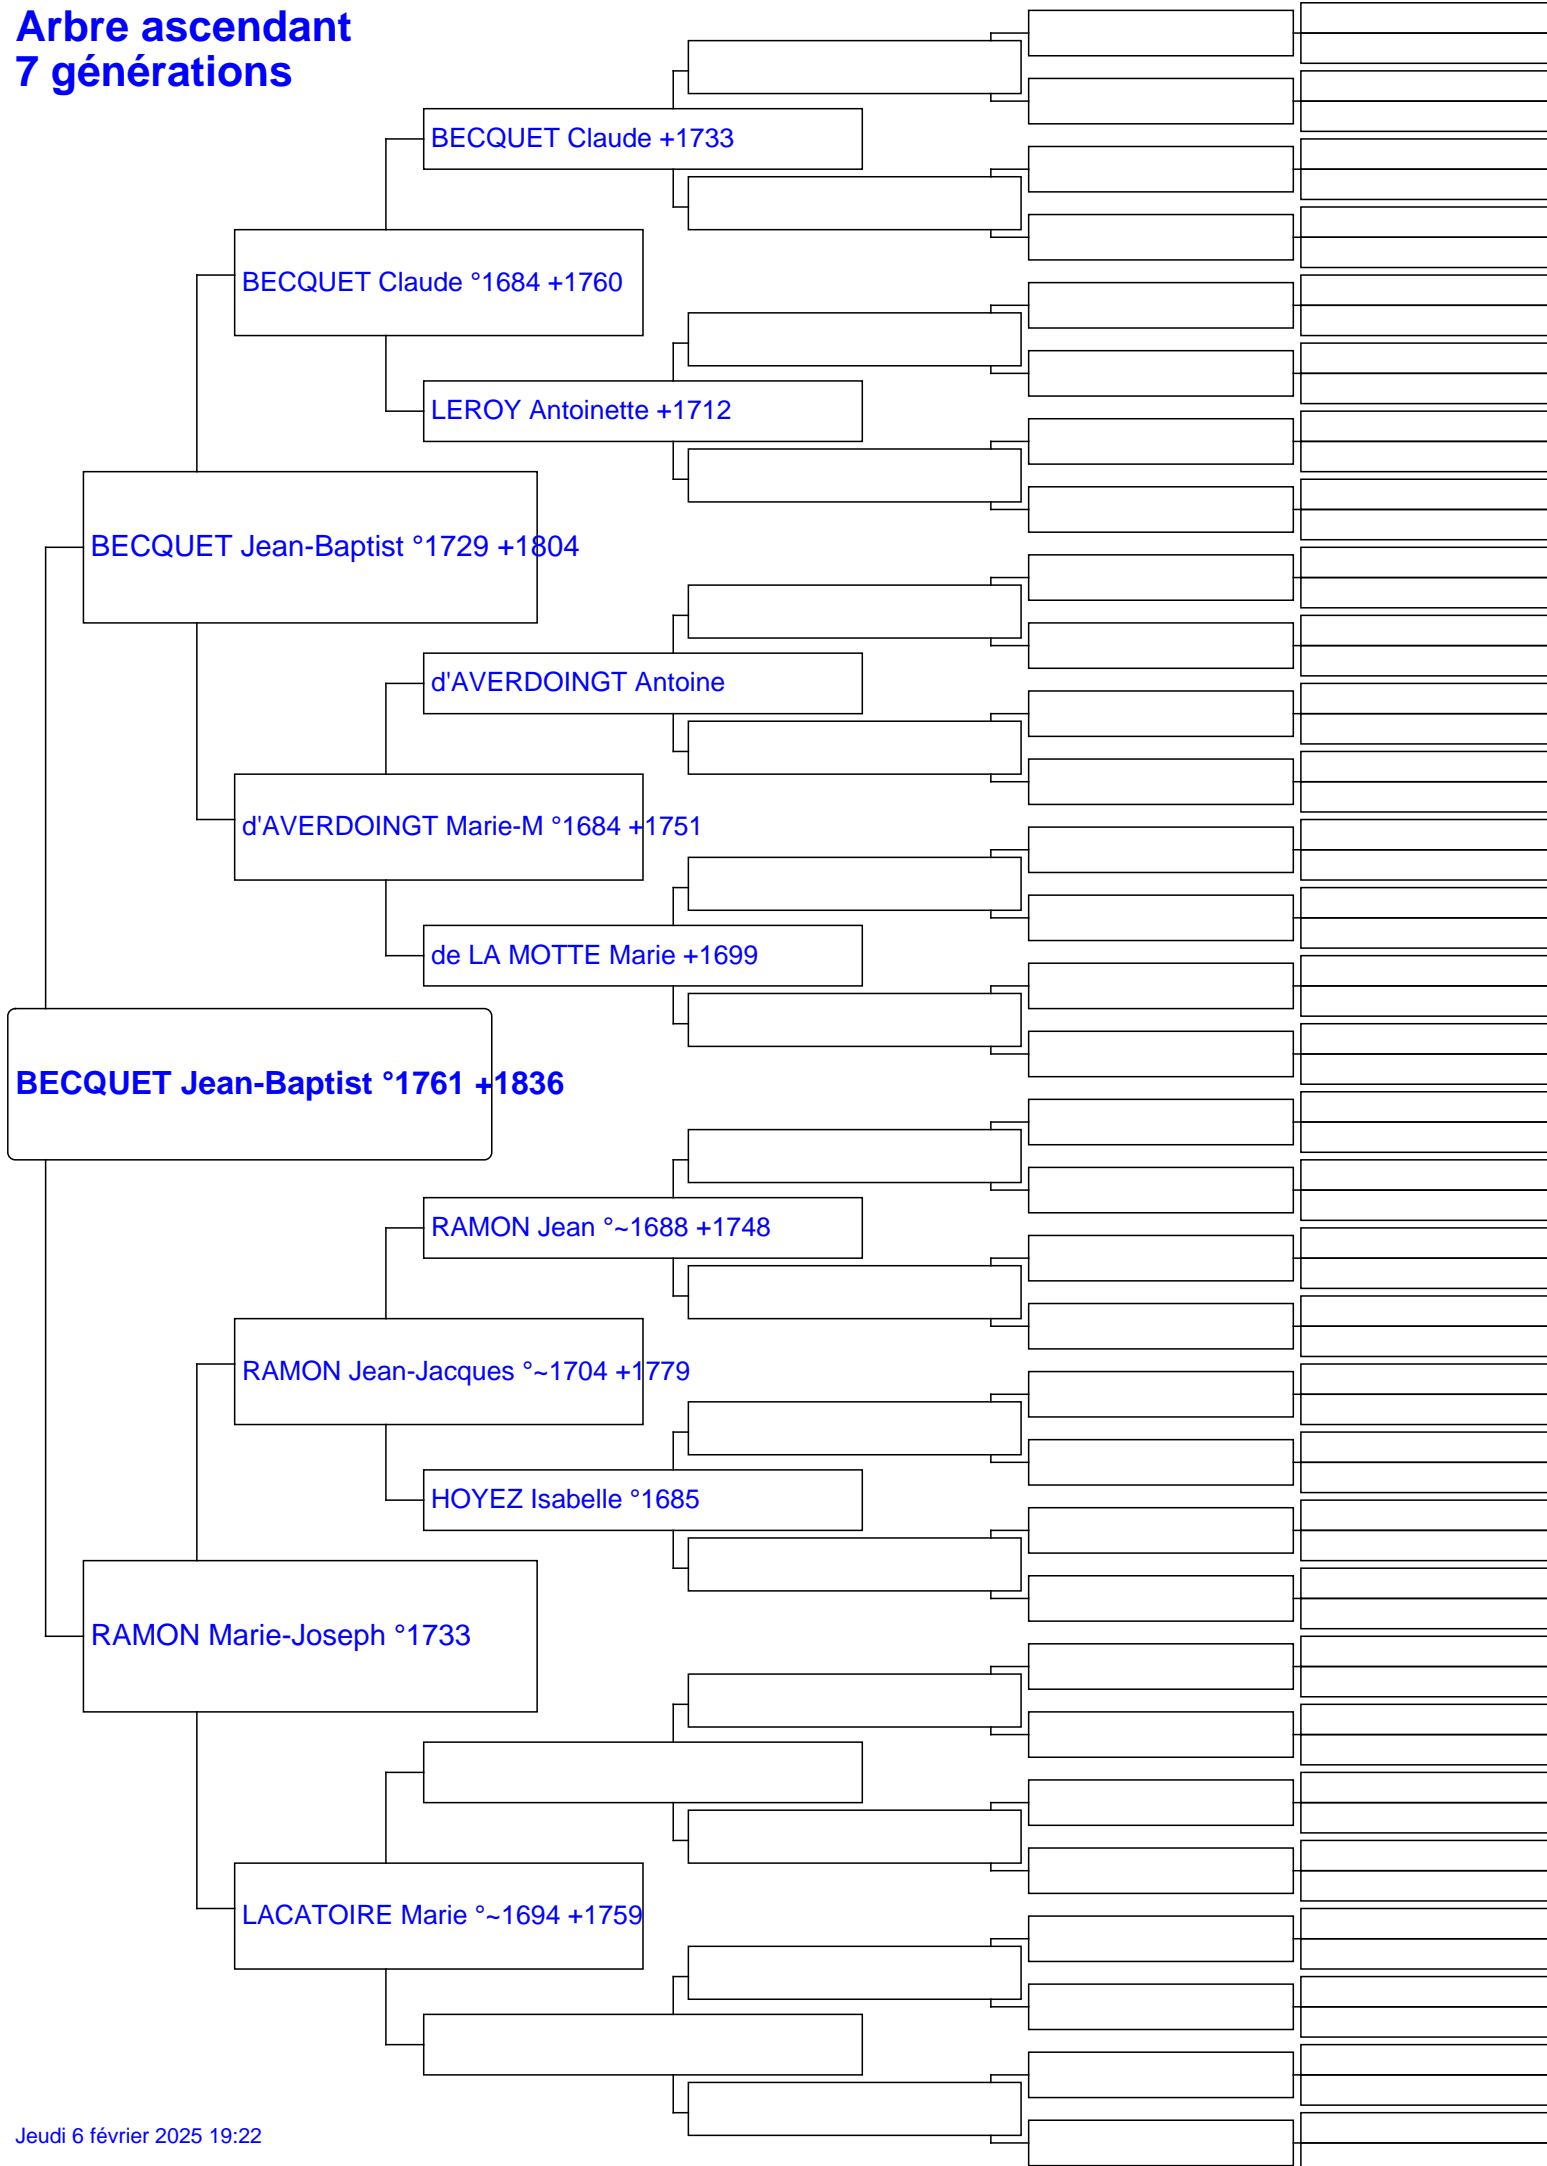 Arbre ascendant
7 générations
BECQUET Claude +1733
BECQUET Claude °1684 +1760
LEROY Antoinette +1712
BECQUET Jean-Baptist °1729 +1804
d'AVERDOINGT Antoine
d'AVERDOINGT Marie-M °1684 +1751
de LA MOTTE Marie +1699
BECQUET Jean-Baptist °1761 +1836
RAMON Jean °~1688 +1748
RAMON Jean-Jacques °~1704 +1779
HOYEZ Isabelle °1685
RAMON Marie-Joseph °1733
LACATOIRE Marie °~1694 +1759
Jeudi 6 février 2025 19:22